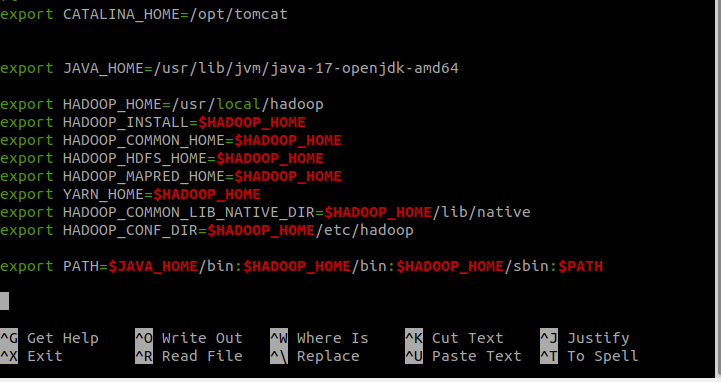 export CATALINA_HOME=/opt/tomcat
export JAVA_HOME=/usr/lib/jvm/java-17-openjdk-amd64
export HADOOP_HOME=/usr/local/hadoop
export HADOOP_INSTALL=$HADOOP_HOME
export HADOOP_COMMON_HOME=$HADOOP_HOME
export HADOOP_HDFS_HOME=$HADOOP_HOME
export HADOOP_MAPRED_HOME=$HADOOP_HOME
export YARN_HOME=$HADOOP_HOME
export HADOOP_COMMON_LIB_NATIVE_DIR=$HADOOP_HOME/lib/native
export HADOOP_CONF_DIR=$HADOOP_HOME/etc/hadoop
export PATH=$JAVA_HOME/bin:$HADOOP_HOME/bin:$HADOOP_HOME/sbin:$PATH
^G Get Help ^O Write Out ^W Where Is ^K Cut Text ^J Justify
^X Exit ^R Read File ^\ Replace ^U Paste Text ^T To Spell